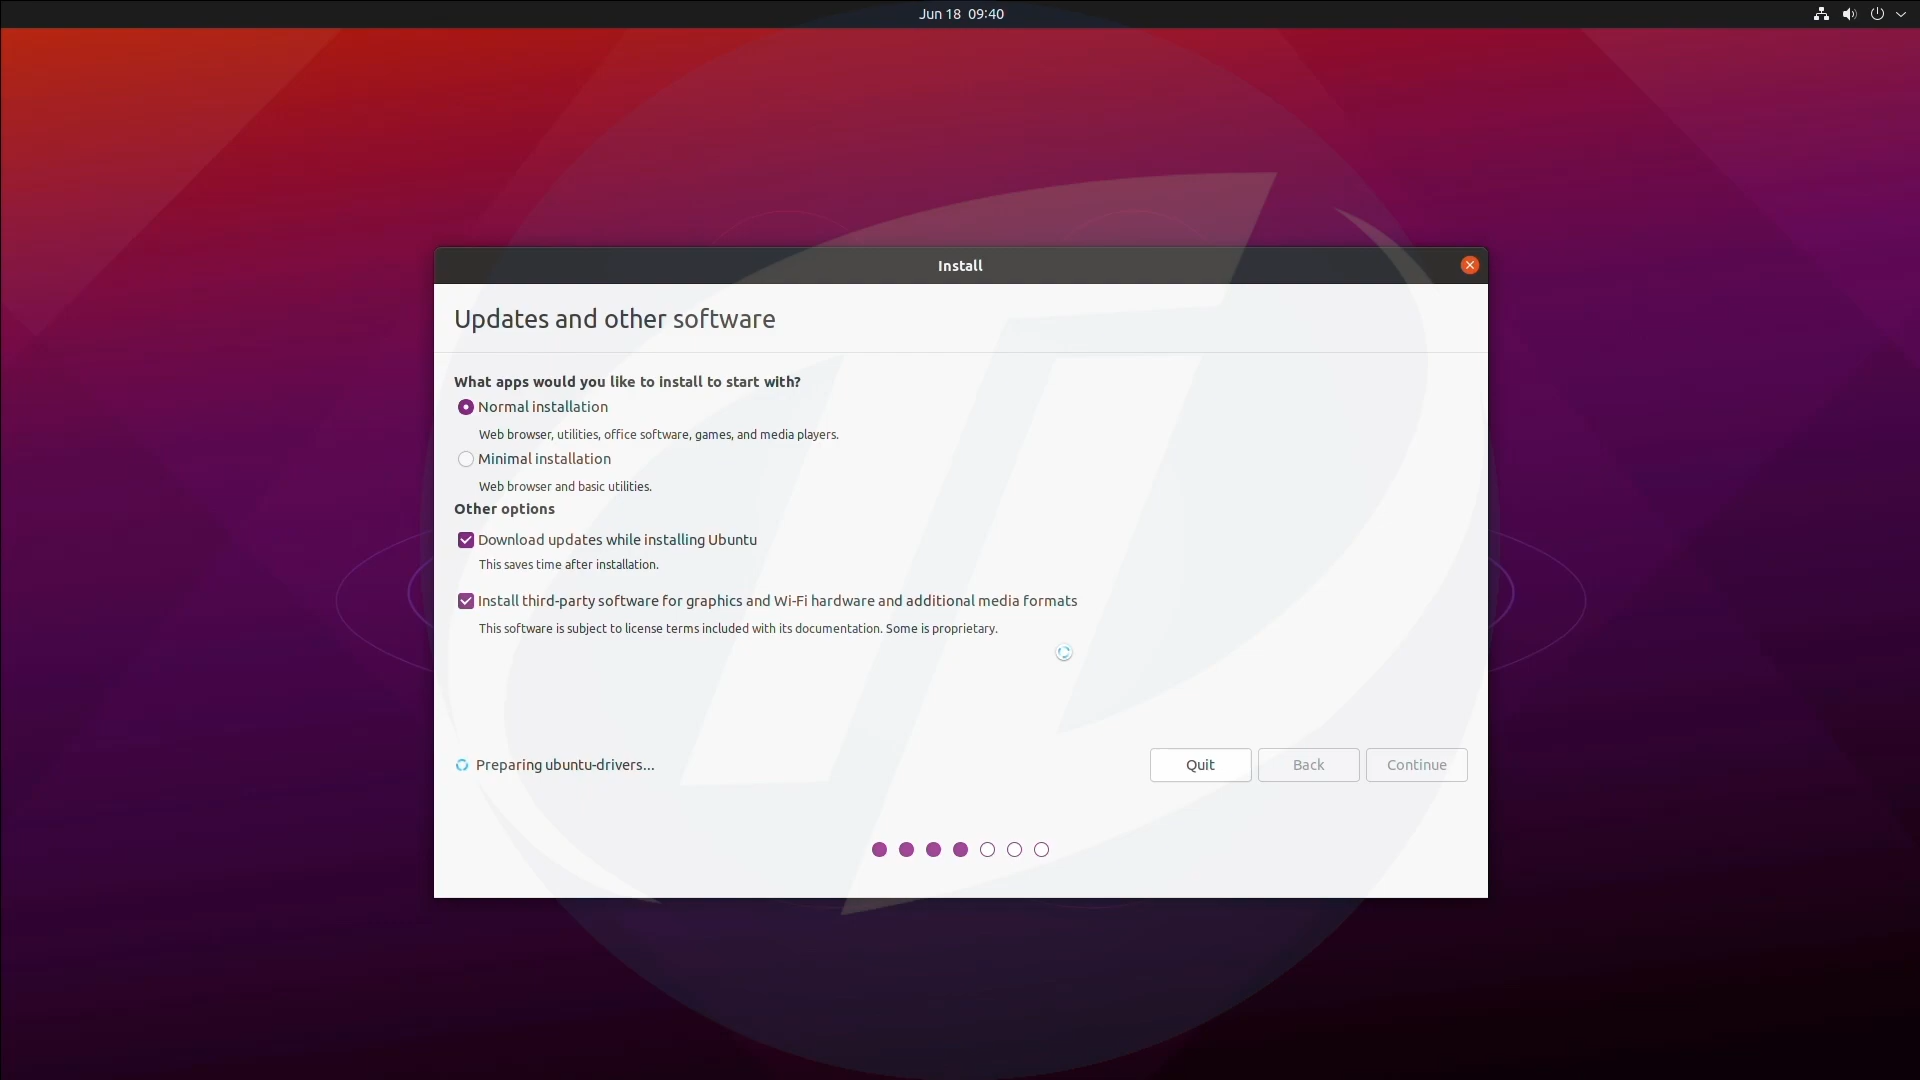 Jun 18 09:40
Install
Updates and other software
What apps would you like to install to start with?
Normal installation
Web browser, utilities, office software, games, and media players.
Minimal installation
Web browser and basic utilities.
Other options
Download updates while installing Ubuntu
This saves time after installation.
Install third-party software for graphics and Wi-Fi hardware and additional media formats
This software is subject to license terms included with its documentation. Some is proprietary.
Preparing ubuntu-drivers...
Quit
Back
Continue